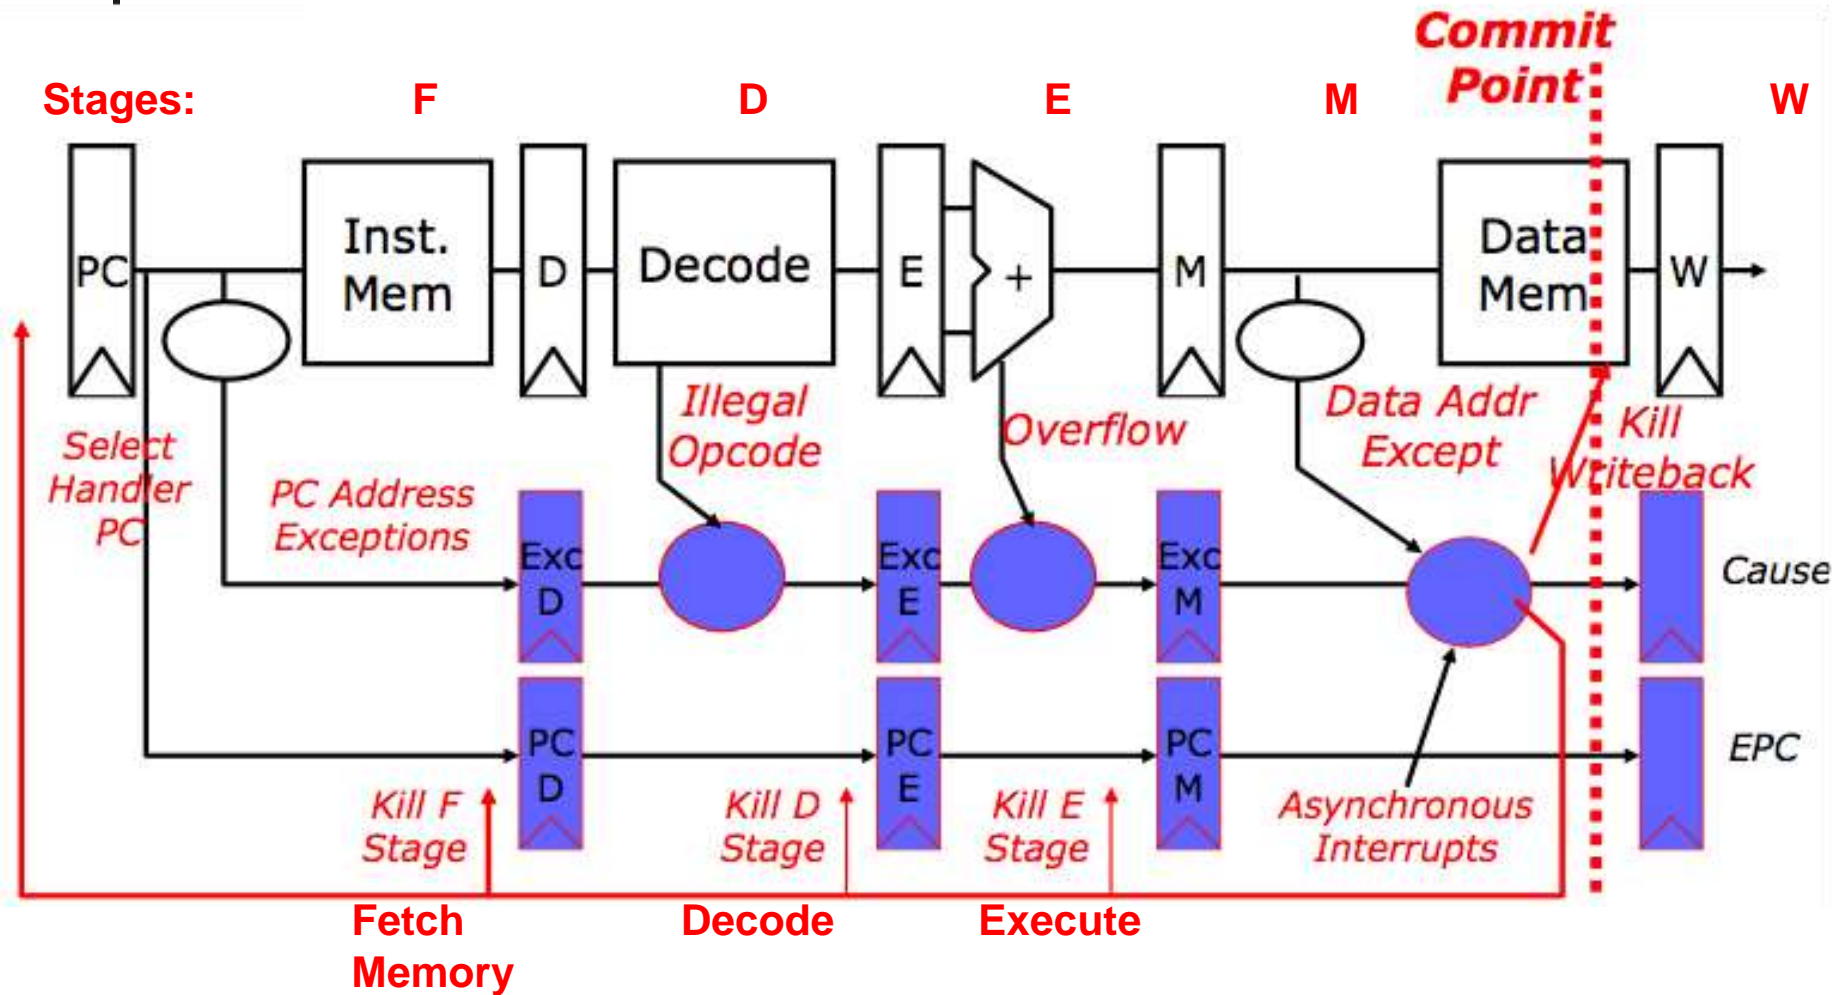 Commit
Point
Stages: F D E M W
PC
Inst.
Mem
D
Decode
E
+
M
Data
Mem
W
Select
Handler
PC
PC Address
Exceptions
Illegal
Opcode
Overflow
Data Addr
Except
Kill
Writeback
Exc
D
Exc
E
Exc
M
Cause
PC
D
PC
E
PC
M
EPC
Kill F
Stage
Kill D
Stage
Kill E
Stage
Asynchronous
Interrupts
Fetch Decode Execute
Memory